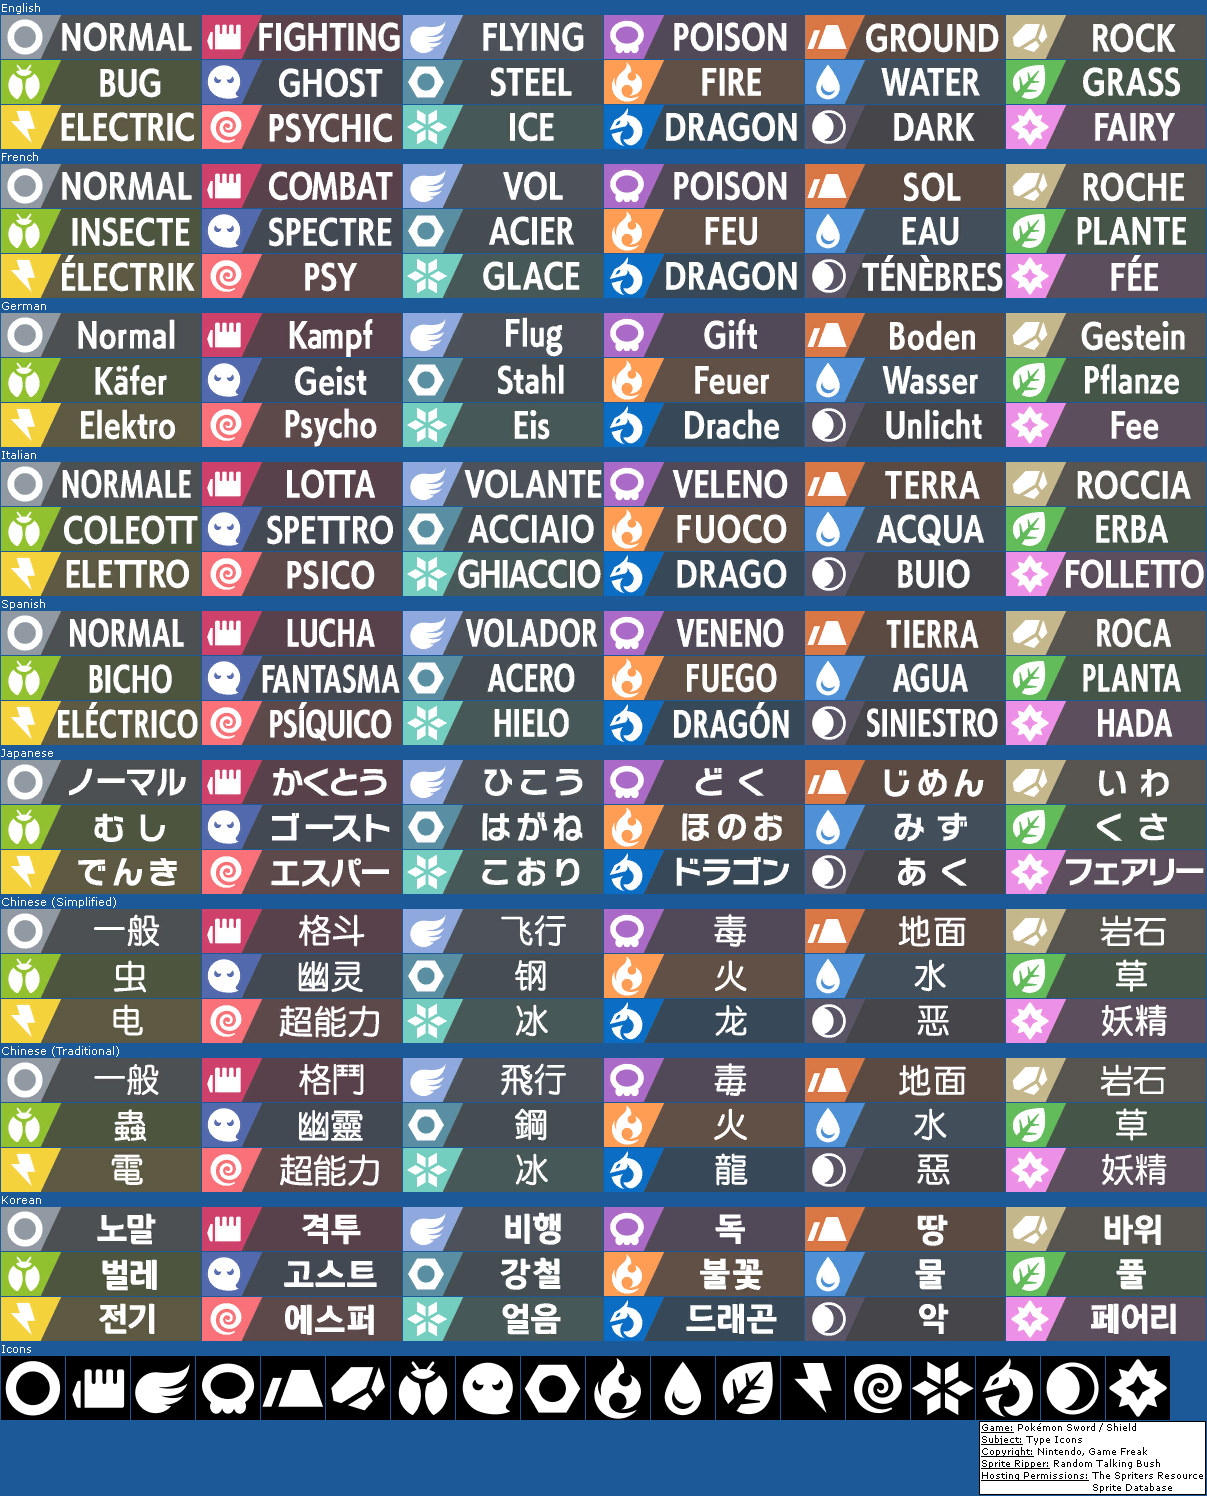 English
NORMAL FIGHTING FLYING POISON GROUND ROCK
BUG GHOST STEEL FIRE WATER GRASS
ELECTRIC PSYCHIC ICE DRAGON DARK FAIRY
French
NORMAL COMBAT VOL POISON SOL ROCHE
INSECTE SPECTRE ACIER FEU EAU PLANTE
ÉLECTRIK PSY GLACE DRAGON TÉNÈBRES FÉE
German
Normal Kampf Flug Gift Boden Gestein
Käfer Geist Stahl Feuer Wasser Pflanze
Elektro Psycho Eis Drache Unlicht Fee
Italian
NORMALE LOTTA VOLANTE VELENO TERRA ROCCIA
COLEOTT SPETTRO ACCIAIO FUOCO ACQUA ERBA
ELETTRO PSICO GHIACCIO DRAGO BUIO FOLLETTO
Spanish
NORMAL LUCHA VOLADOR VENENO TIERRA ROCA
BICHO FANTASMA ACERO FUEGO AGUA PLANTA
ELÉCTRICO PSÍQUICO HIELO DRAGÓN SINIESTRO HADA
Japanese
ノーマル かくとう ひこう どく じめん いわ
むし ゴースト はがね ほのお みず くさ
でんき エスパー こおり ドラゴン あく フェアリー
Chinese (Simplified)
一般 格斗 飞行 毒 地面 岩石
虫 幽灵 钢 火 水 草
电 超能力 冰 龙 恶 妖精
Chinese (Traditional)
一般 格鬥 飛行 毒 地面 岩石
蟲 幽靈 鋼 火 水 草
電 超能力 冰 龍 惡 妖精
Korean
노말 격투 비행 독 땅 바위
벌레 고스트 강철 불꽃 물 풀
전기 에스퍼 얼음 드래곤 악 페어리
Icons
Game: Pokémon Sword / Shield
Subject: Type Icons
Copyright: Nintendo, Game Freak
Sprite Ripper: Random Talking Bush
Hosting Permissions: The Spriters Resource
Sprite Database